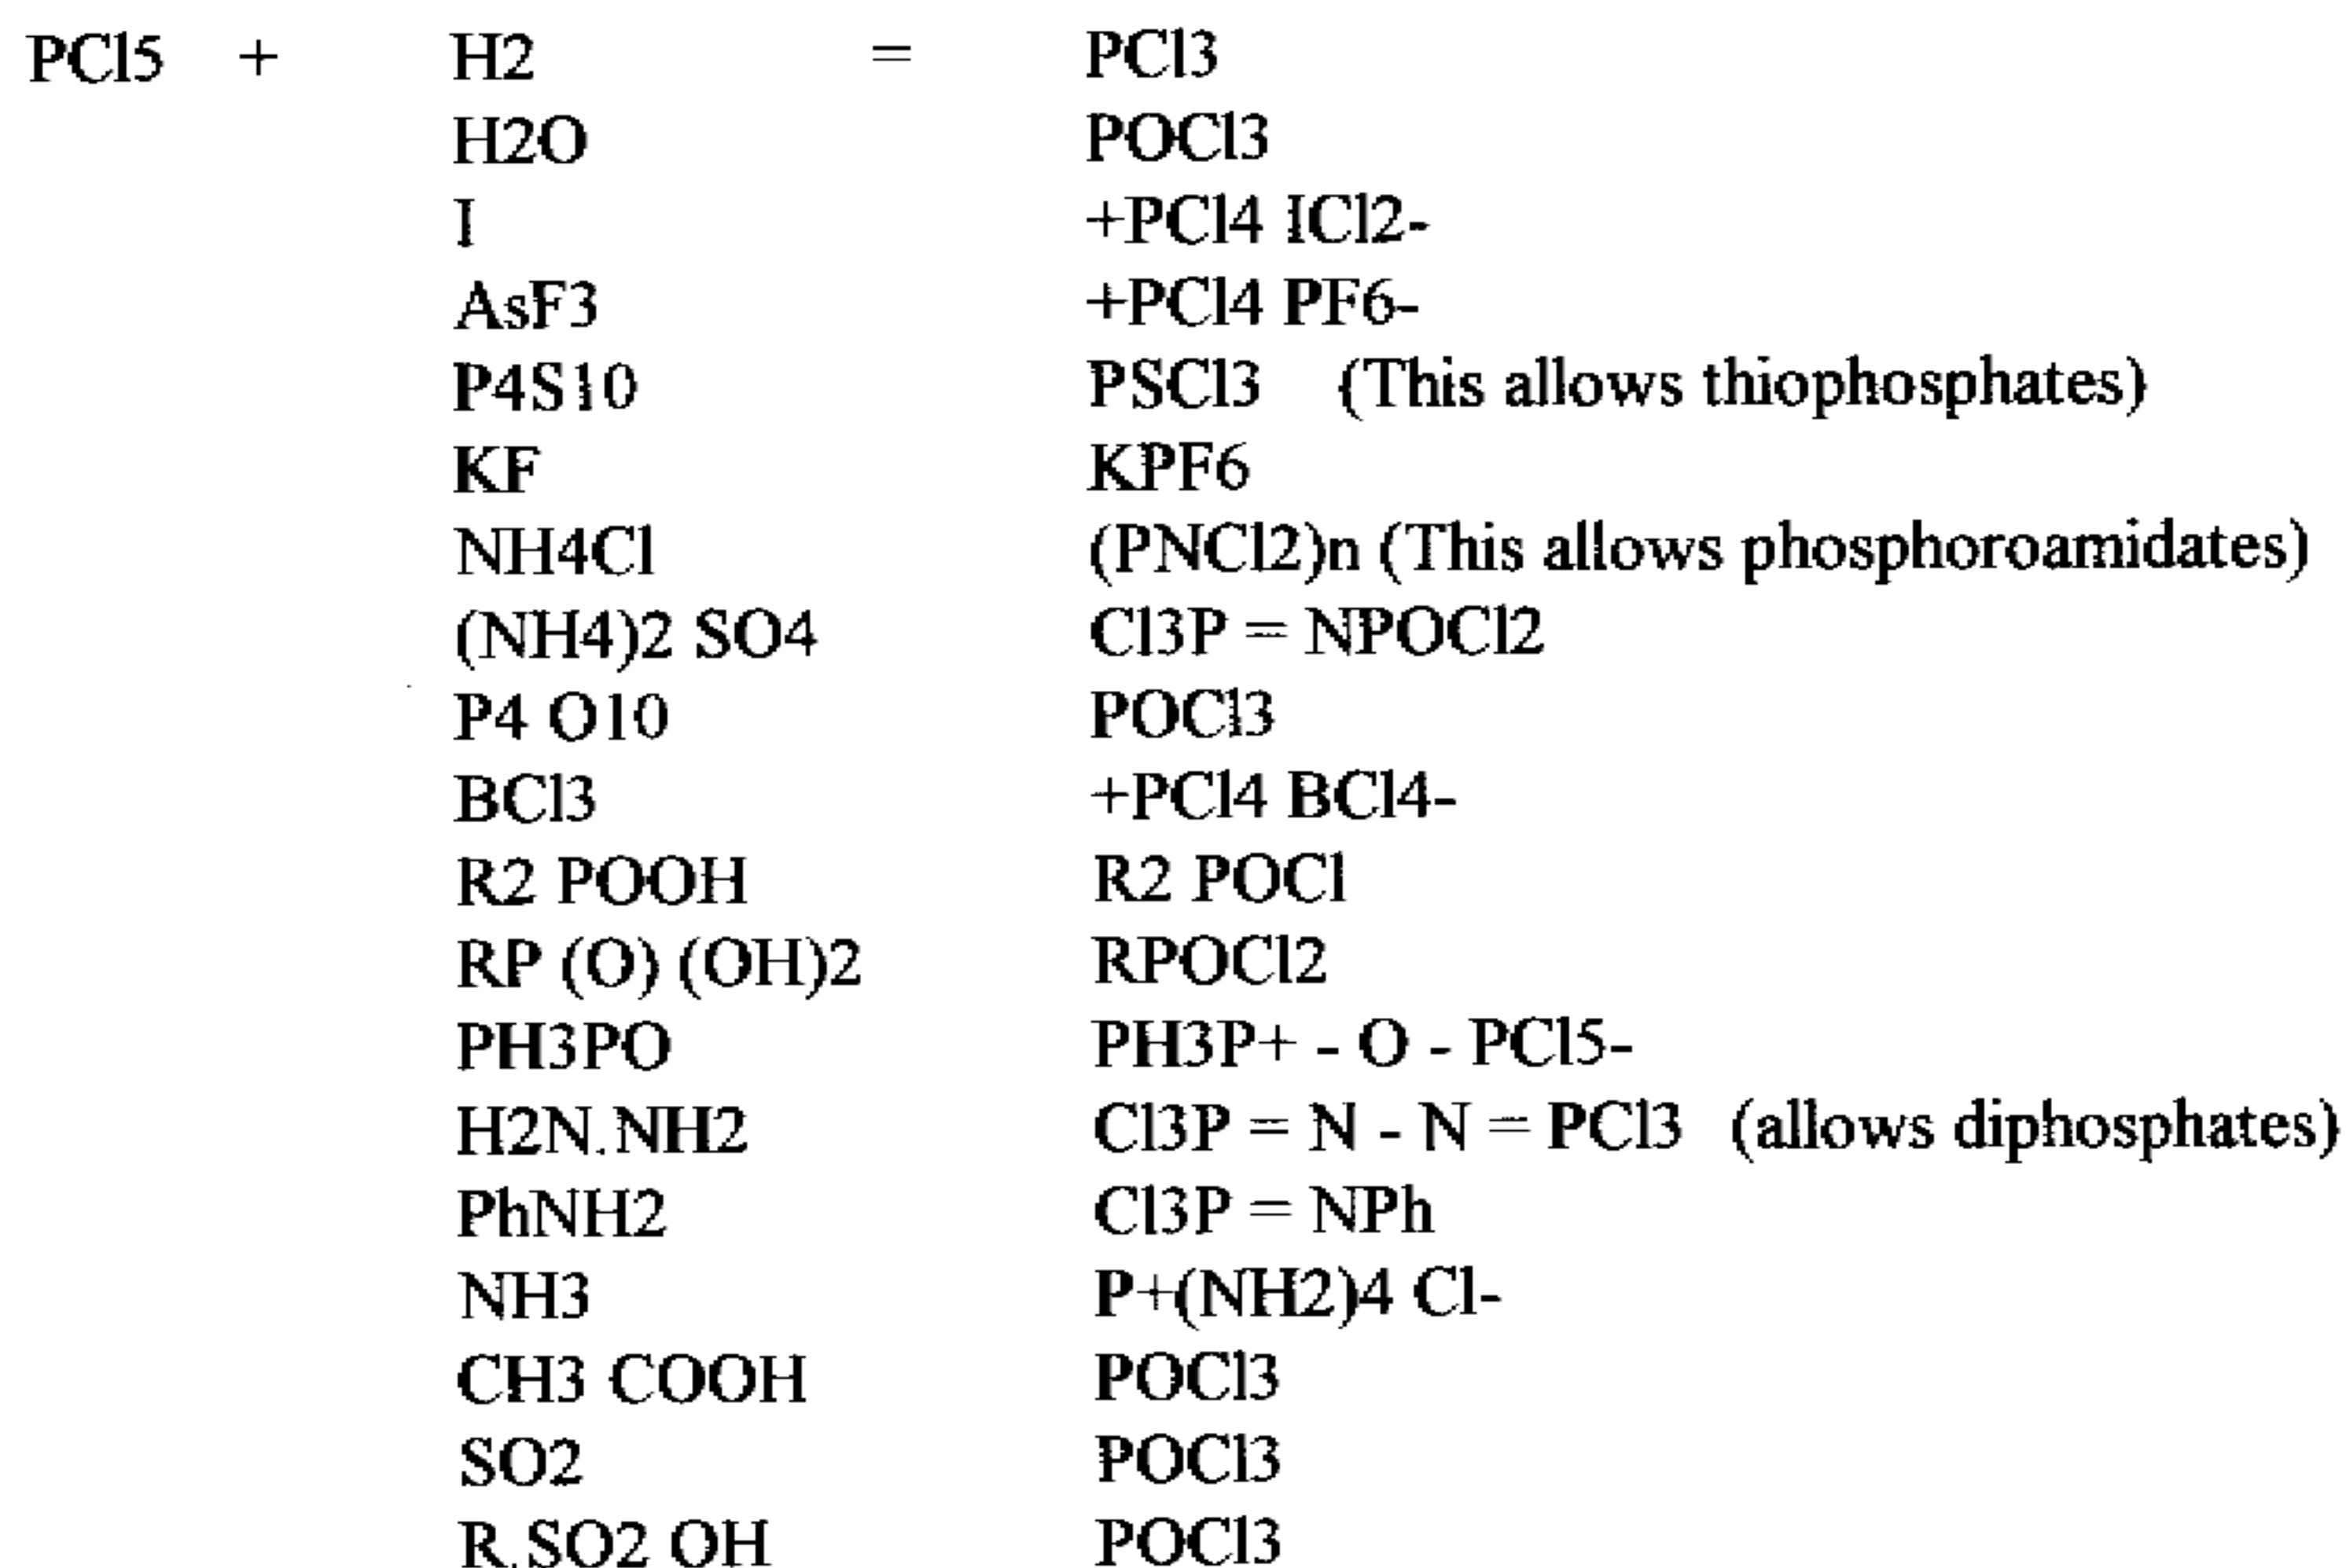 PCl5 + H2 = PCl3
H2O POCl3
I +PCl4 ICl2-
AsF3 +PCl4 PF6-
P4S10 PSCl3 (This allows thiophosphates)
KF KPF6
NH4Cl (PNCl2)n (This allows phosphoroamidates)
(NH4)2 SO4 Cl3P = NPOCl2
P4 O10 POCl3
BCl3 +PCl4 BCl4-
R2 POOH R2 POCl
RP (O) (OH)2 RPOCl2
PH3PO PH3P+ - O - PCl5-
H2N.NH2 Cl3P = N - N = PCl3 (allows diphosphates)
PhNH2 Cl3P = NPh
NH3 P+(NH2)4 Cl-
CH3 COOH POCl3
SO2 POCl3
R.SO2 OH POCl3